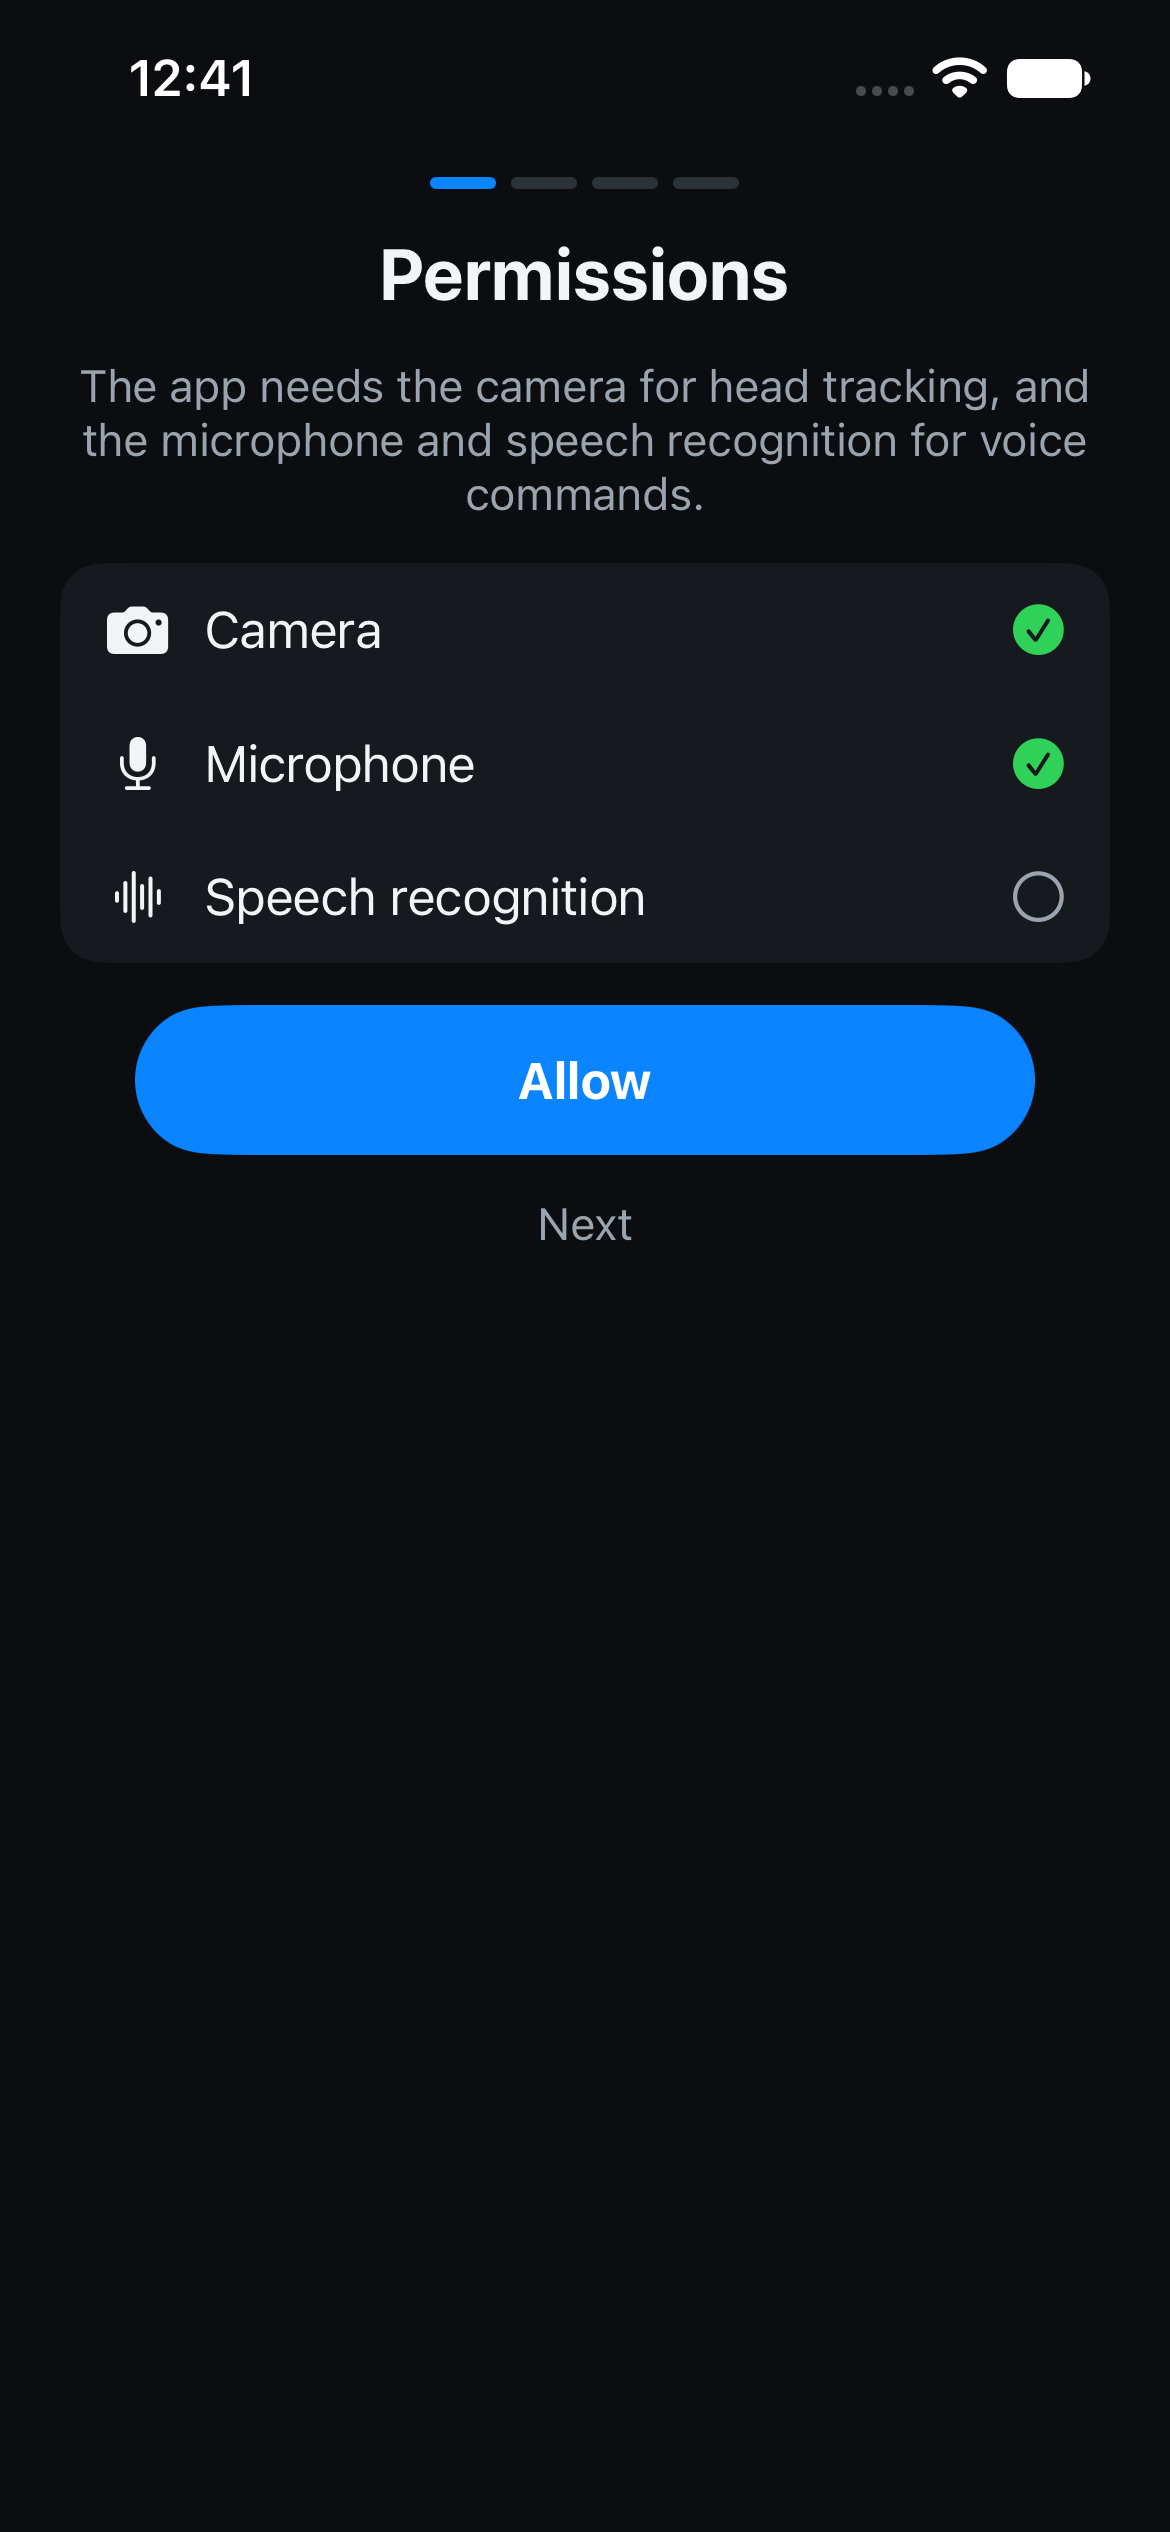 12:41
Permissions
The app needs the camera for head tracking, and
the microphone and speech recognition for voice
commands.
Camera
Microphone
Speech recognition
Allow
Next